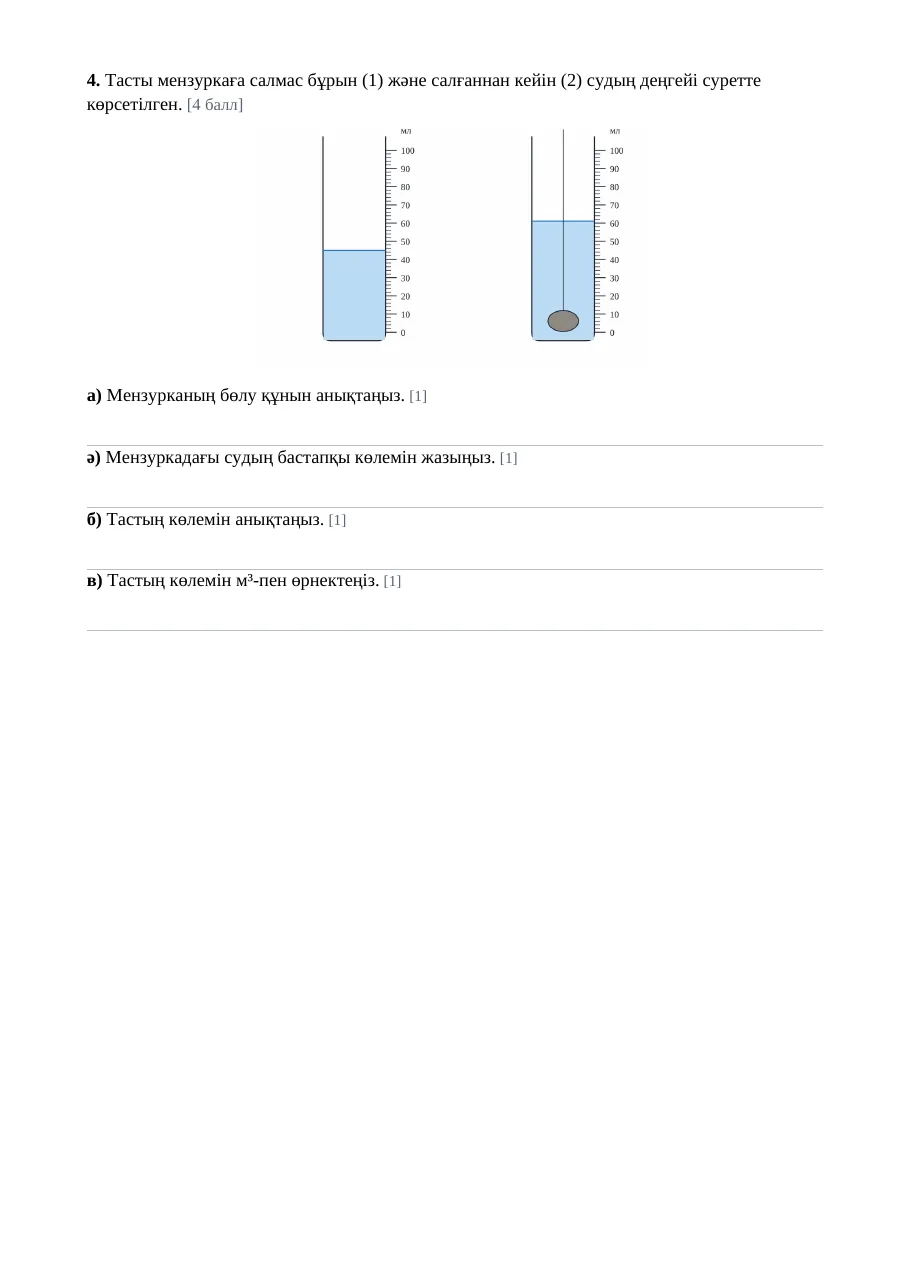 4. Тасты мензуркаға салмас бұрын (1) және салғаннан кейін (2) судың деңгейі суретте
көрсетілген. [4 балл]
мл
100
90
80
70
60
50
40
30
20
10
0
мл
100
90
80
70
60
50
40
30
20
10
0
а) Мензурканың бөлу құнын анықтаңыз. [1]
ә) Мензуркадағы судың бастапқы көлемін жазыңыз. [1]
б) Тастың көлемін анықтаңыз. [1]
в) Тастың көлемін м³-пен өрнектеңіз. [1]